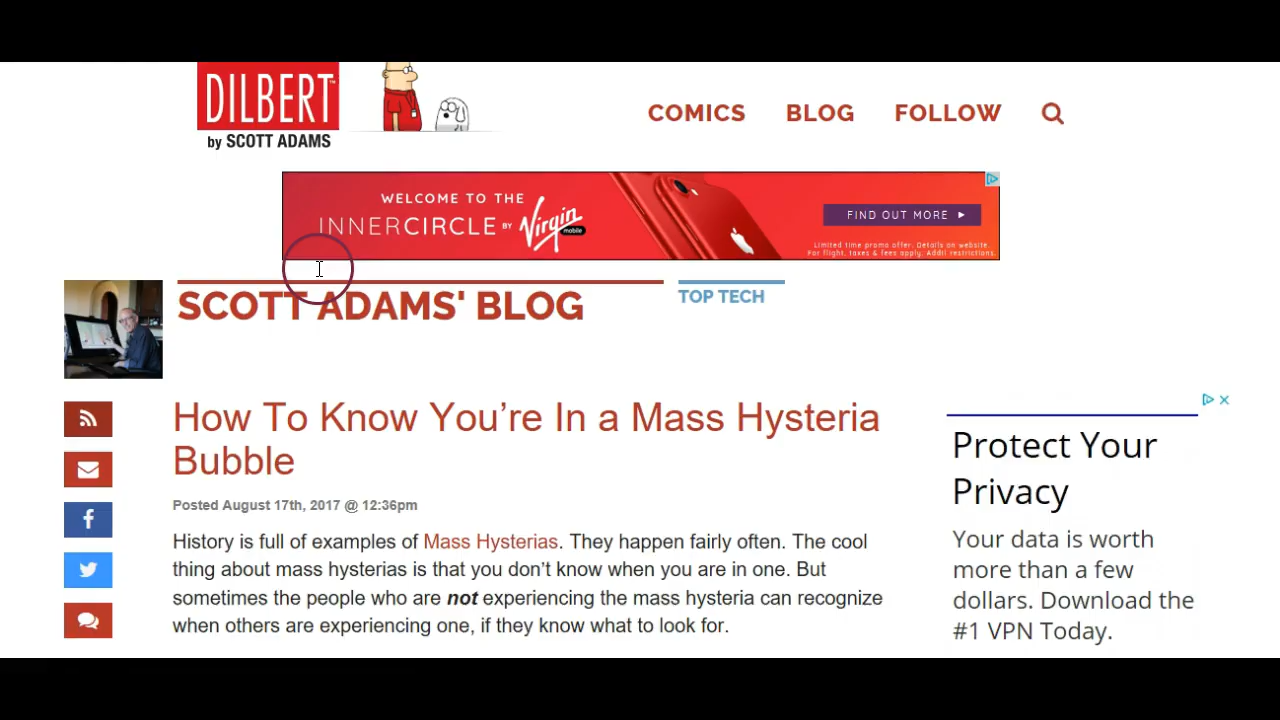 DILBERT™
by SCOTT ADAMS
COMICS
BLOG
FOLLOW
WELCOME TO THE
INNERCIRCLE BY Virgin mobile
FIND OUT MORE
Limited time promo offer. Details on website.
For flight, taxes & fees apply. Addtl restrictions.
SCOTT ADAMS' BLOG
TOP TECH
How To Know You’re In a Mass Hysteria
Bubble
Posted August 17th, 2017 @ 12:36pm
History is full of examples of Mass Hysterias. They happen fairly often. The cool
thing about mass hysterias is that you don’t know when you are in one. But
sometimes the people who are not experiencing the mass hysteria can recognize
when others are experiencing one, if they know what to look for.
Protect Your
Privacy
Your data is worth
more than a few
dollars. Download the
#1 VPN Today.